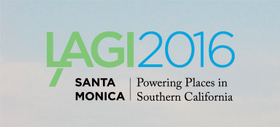 LAGI2016
SANTA MONICA
Powering Places in
Southern California